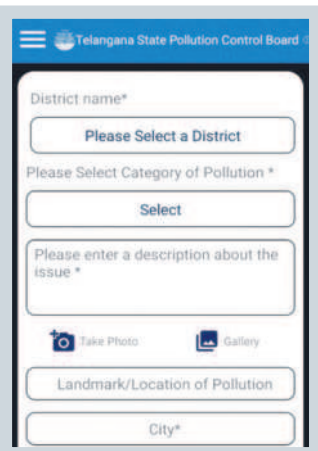 Telangana State Pollution Control Board
District name*
Please Select a District
Please Select Category of Pollution *
Select
Please enter a description about the
issue *
Take Photo
Gallery
Landmark/Location of Pollution
City*